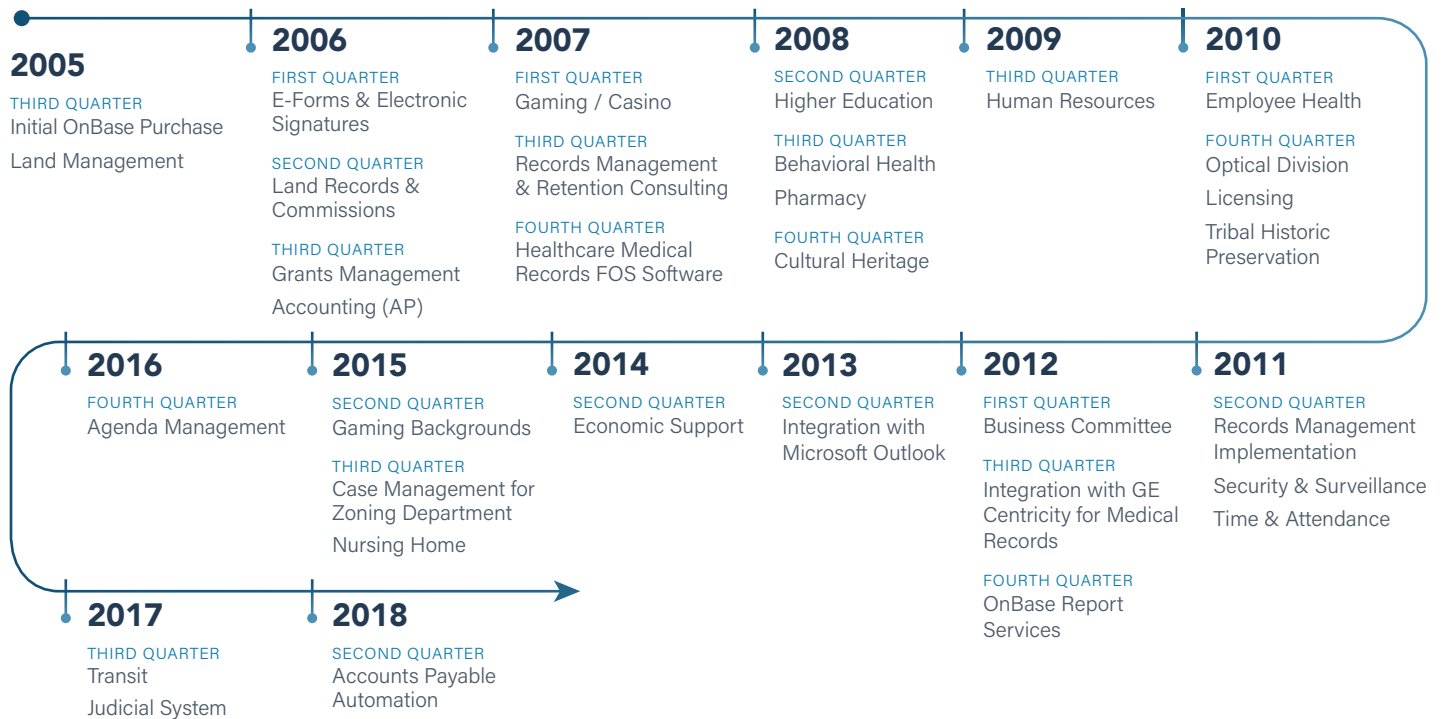 2005
THIRD QUARTER
Initial OnBase Purchase
Land Management
2006
FIRST QUARTER
E-Forms & Electronic
Signatures
SECOND QUARTER
Land Records &
Commissions
THIRD QUARTER
Grants Management
Accounting (AP)
2007
FIRST QUARTER
Gaming / Casino
THIRD QUARTER
Records Management
& Retention Consulting
FOURTH QUARTER
Healthcare Medical
Records FOS Software
2008
SECOND QUARTER
Higher Education
THIRD QUARTER
Behavioral Health
Pharmacy
FOURTH QUARTER
Cultural Heritage
2009
THIRD QUARTER
Human Resources
2010
FIRST QUARTER
Employee Health
FOURTH QUARTER
Optical Division
Licensing
Tribal Historic
Preservation
2011
SECOND QUARTER
Records Management
Implementation
Security & Surveillance
Time & Attendance
2012
FIRST QUARTER
Business Committee
THIRD QUARTER
Integration with GE
Centricity for Medical
Records
FOURTH QUARTER
OnBase Report
Services
2013
SECOND QUARTER
Integration with
Microsoft Outlook
2014
SECOND QUARTER
Economic Support
2015
SECOND QUARTER
Gaming Backgrounds
THIRD QUARTER
Case Management for
Zoning Department
Nursing Home
2016
FOURTH QUARTER
Agenda Management
2017
THIRD QUARTER
Transit
Judicial System
2018
SECOND QUARTER
Accounts Payable
Automation